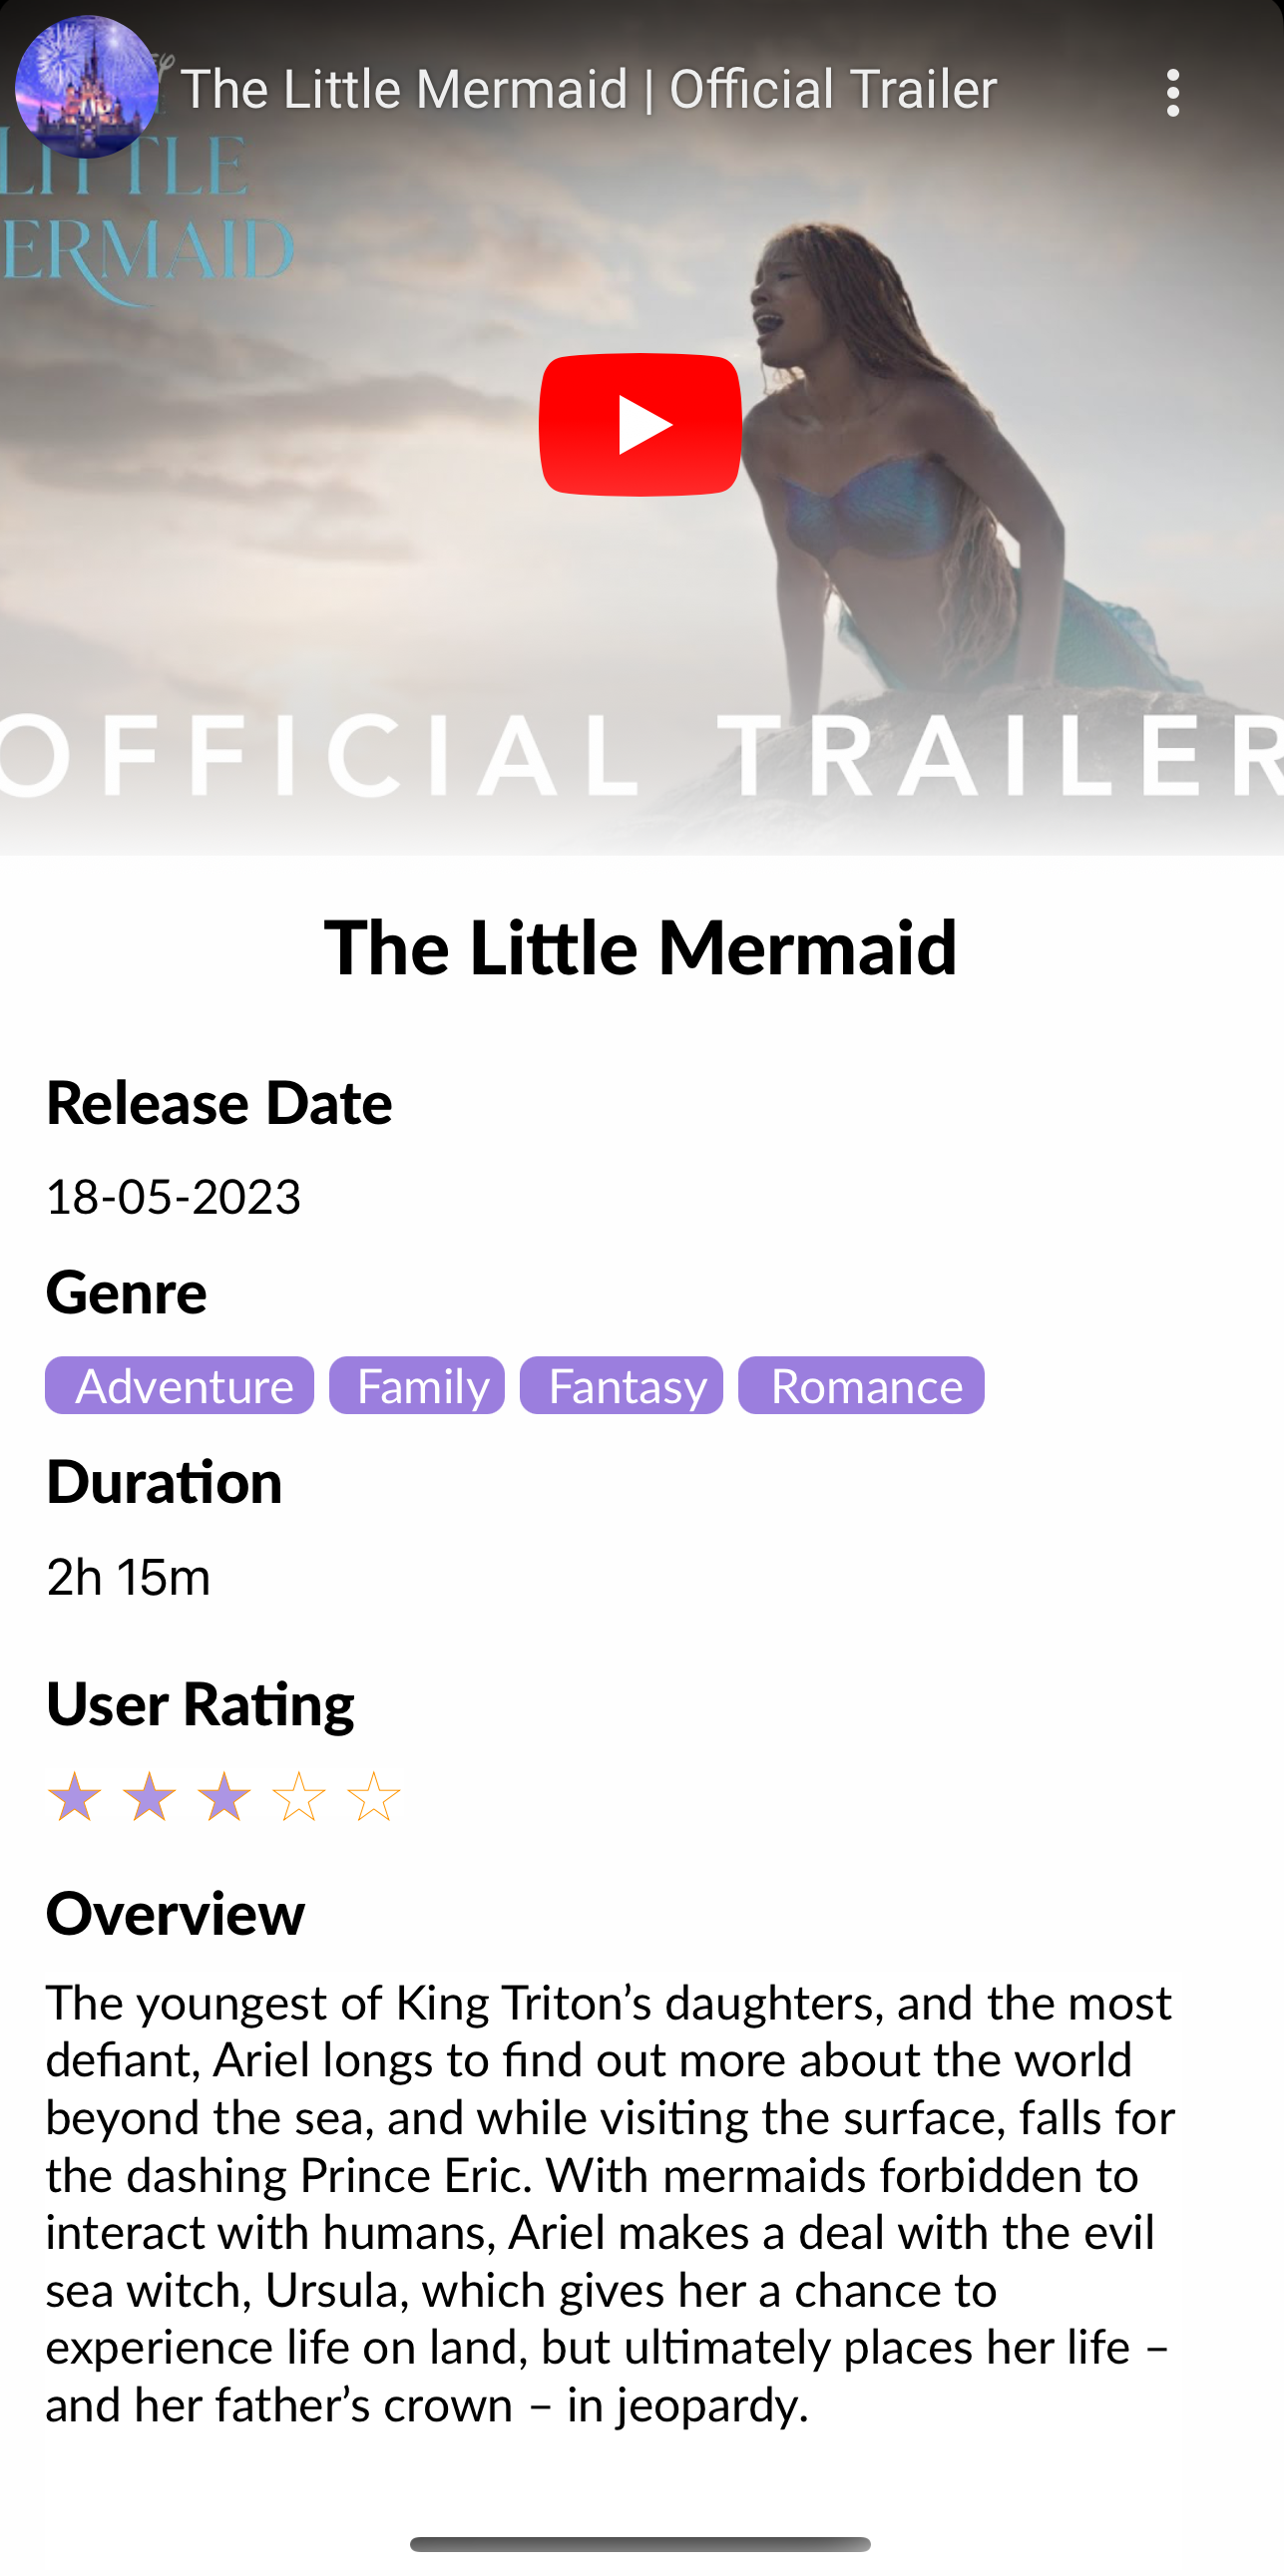 The Little Mermaid | Official Trailer
LITTLE
ERMAID
OFFICIAL TRAILER
The Little Mermaid
Release Date
18-05-2023
Genre
Adventure Family Fantasy Romance
Duration
2h 15m
User Rating
Overview
The youngest of King Triton’s daughters, and the most
defiant, Ariel longs to find out more about the world
beyond the sea, and while visiting the surface, falls for
the dashing Prince Eric. With mermaids forbidden to
interact with humans, Ariel makes a deal with the evil
sea witch, Ursula, which gives her a chance to
experience life on land, but ultimately places her life –
and her father’s crown – in jeopardy.